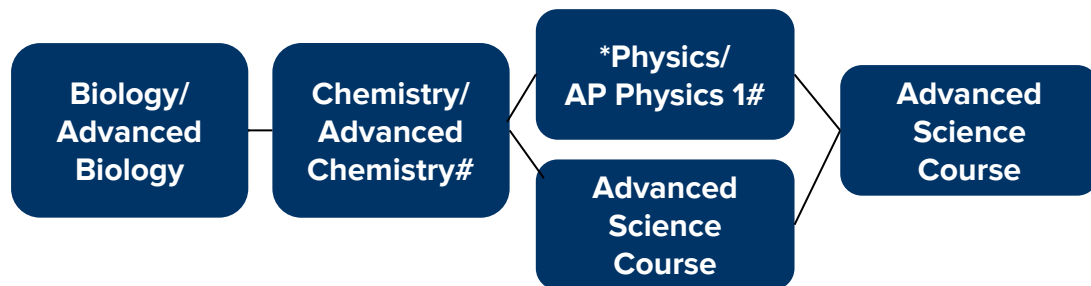 Biology/
Advanced
Biology
Chemistry/
Advanced
Chemistry#
*Physics/
AP Physics 1#
Advanced
Science
Course
Advanced
Science
Course